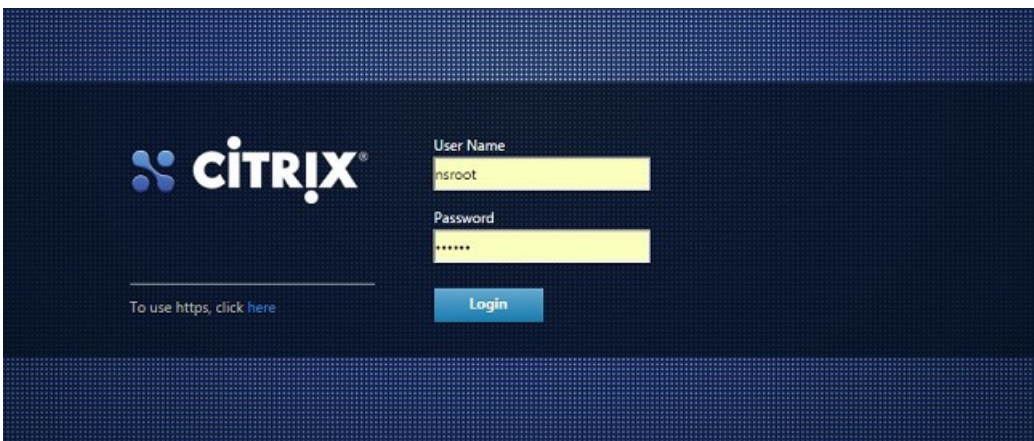 CITRIX®
User Name
nsroot
Password
••••••
To use https, click here
Login